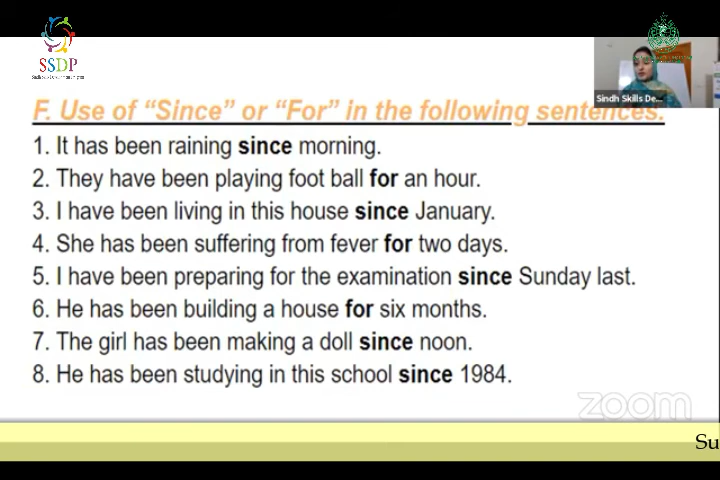 SSDP
Sindh Skills De...
F. Use of “Since” or “For” in the following sentences.
1. It has been raining since morning.
2. They have been playing foot ball for an hour.
3. I have been living in this house since January.
4. She has been suffering from fever for two days.
5. I have been preparing for the examination since Sunday last.
6. He has been building a house for six months.
7. The girl has been making a doll since noon.
8. He has been studying in this school since 1984.
zoom
Su